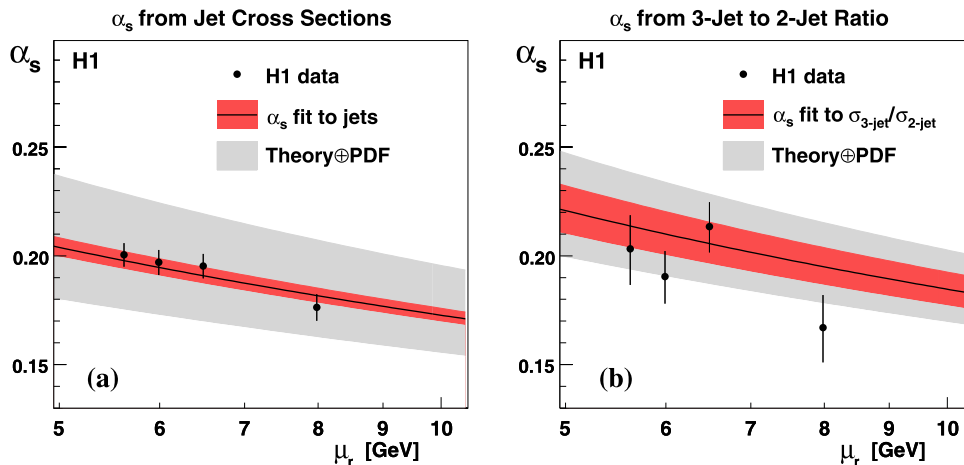 αs from Jet Cross Sections
αs
H1
H1 data
αs fit to jets
Theory⊕PDF
0.25
0.20
0.15
(a)
5 6 7 8 9 10
μr [GeV]
αs from 3-Jet to 2-Jet Ratio
αs
H1
H1 data
αs fit to σ3-jet/σ2-jet
Theory⊕PDF
0.25
0.20
0.15
(b)
5 6 7 8 9 10
μr [GeV]